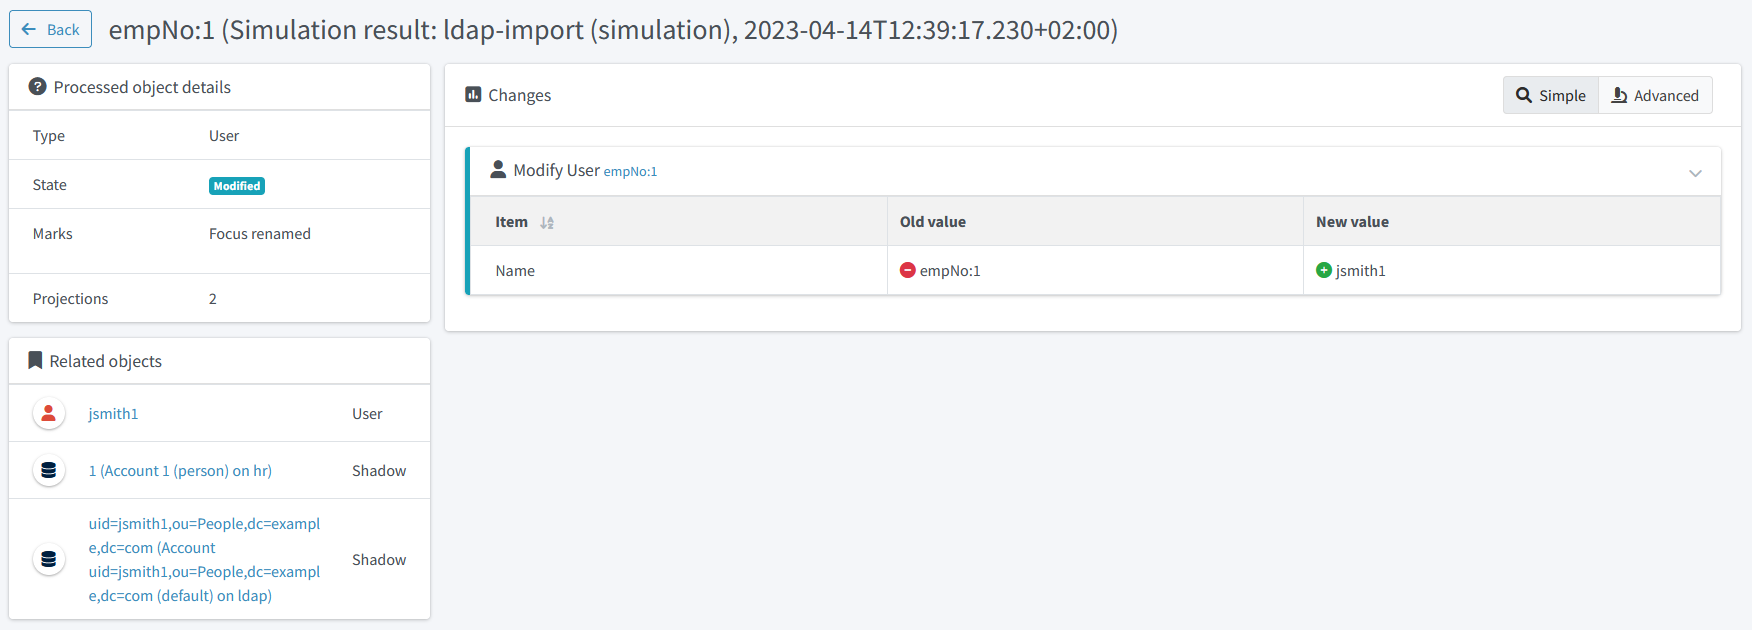 Back
empNo:1 (Simulation result: ldap-import (simulation), 2023-04-14T12:39:17.230+02:00)
Processed object details
Type User
State Modified
Marks Focus renamed
Projections 2
Related objects
jsmith1 User
1 (Account 1 (person) on hr) Shadow
uid=jsmith1,ou=People,dc=exampl
e,dc=com (Account
uid=jsmith1,ou=People,dc=exampl
e,dc=com (default) on ldap)
Shadow
Changes
Simple Advanced
Modify User empNo:1
Item Old value New value
Name empNo:1 jsmith1